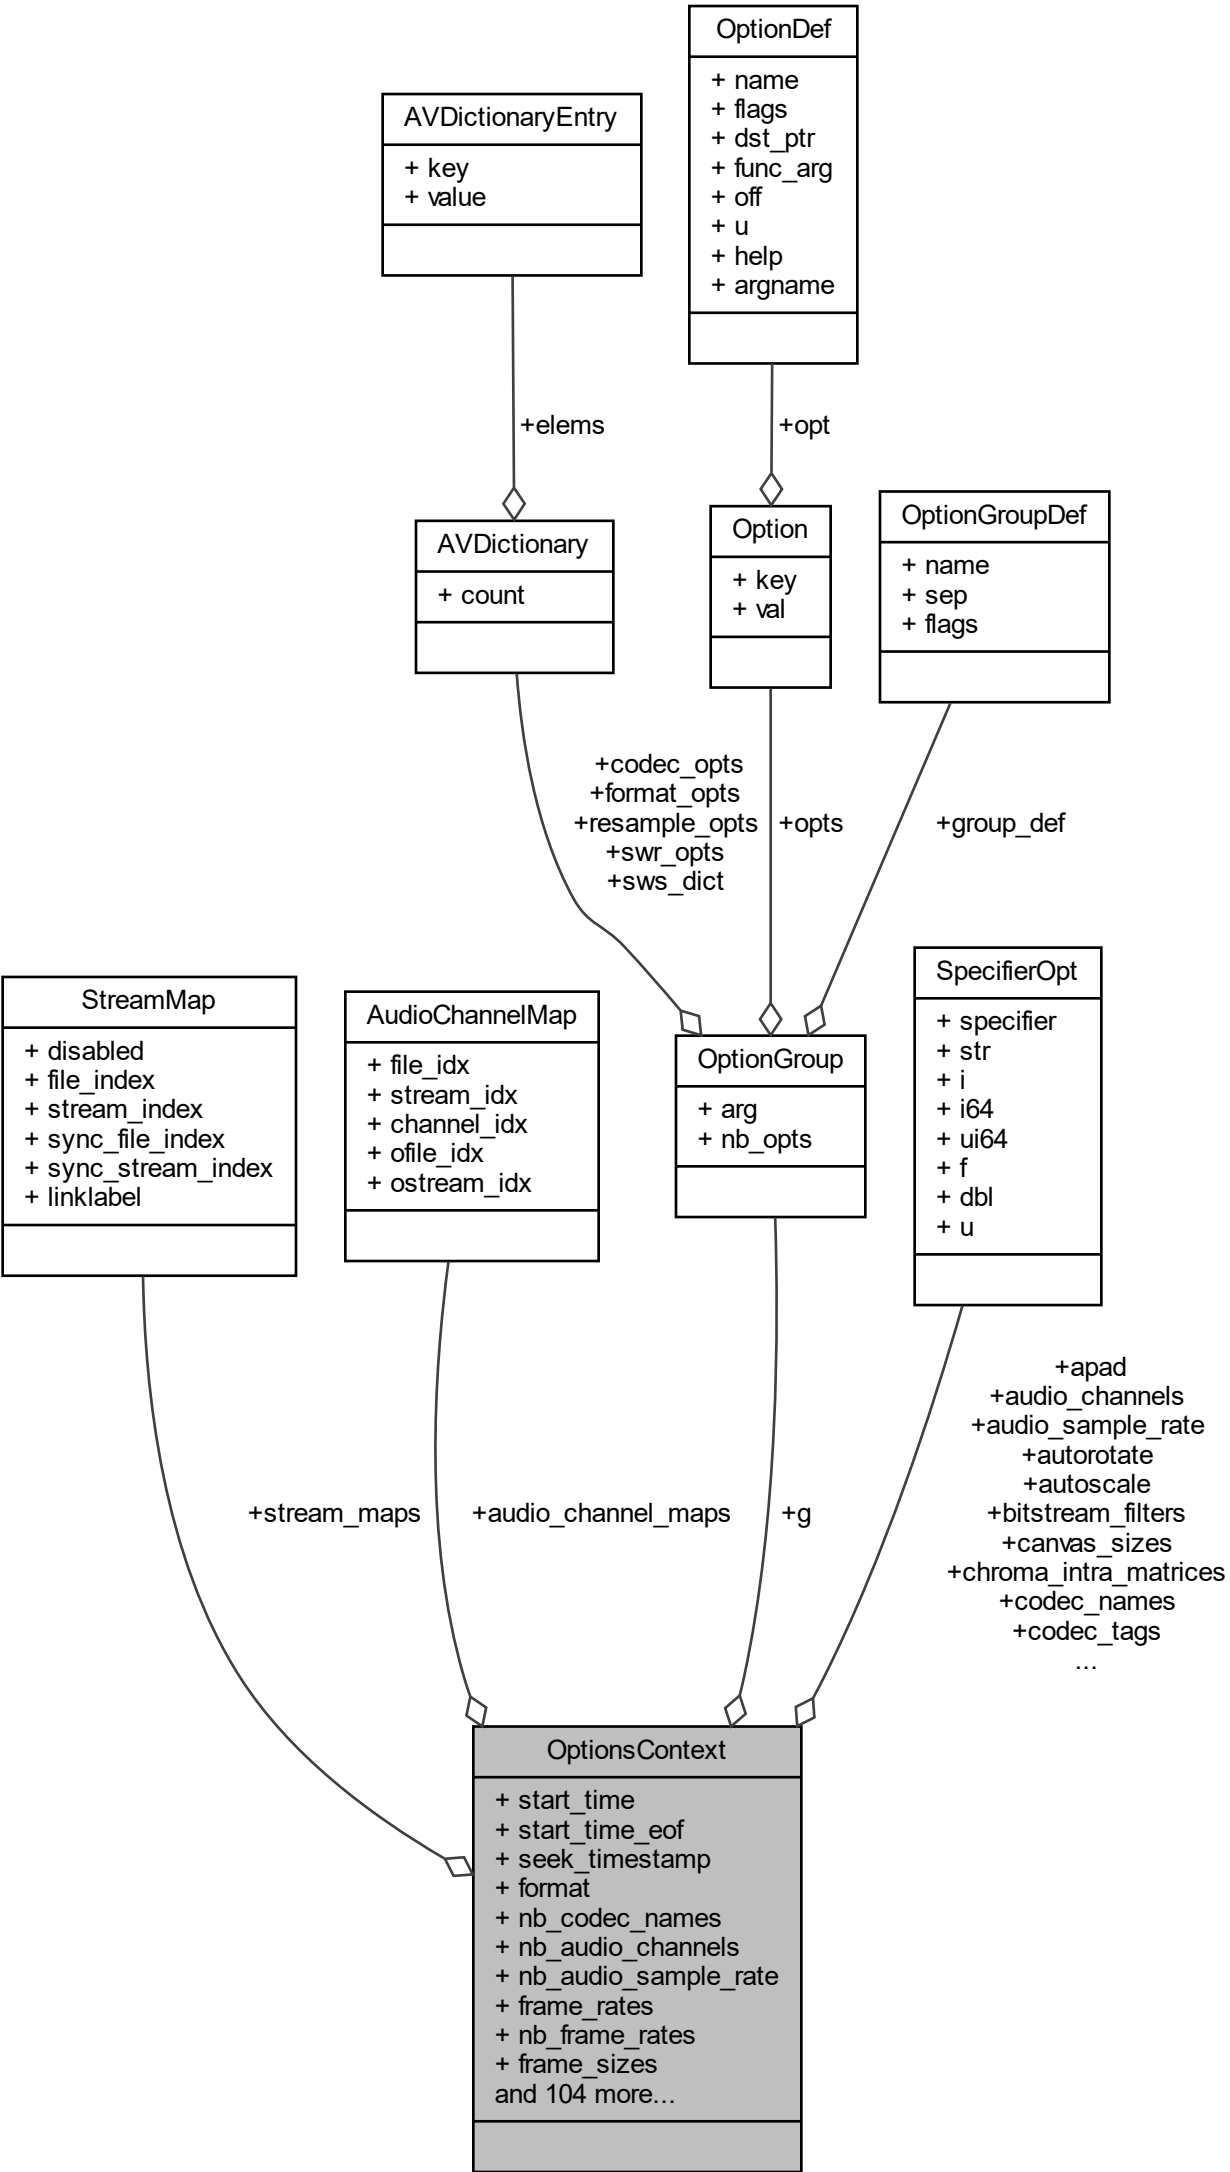 OptionDef
+ name
+ flags
+ dst_ptr
+ func_arg
+ off
+ u
+ help
+ argname
AVDictionaryEntry
+ key
+ value
+elems
+opt
AVDictionary
+ count
Option
+ key
+ val
OptionGroupDef
+ name
+ sep
+ flags
+codec_opts
+format_opts
+resample_opts
+swr_opts
+sws_dict
+opts
+group_def
StreamMap
+ disabled
+ file_index
+ stream_index
+ sync_file_index
+ sync_stream_index
+ linklabel
AudioChannelMap
+ file_idx
+ stream_idx
+ channel_idx
+ ofile_idx
+ ostream_idx
OptionGroup
+ arg
+ nb_opts
SpecifierOpt
+ specifier
+ str
+ i
+ i64
+ ui64
+ f
+ dbl
+ u
+stream_maps
+audio_channel_maps
+g
+apad
+audio_channels
+audio_sample_rate
+autorotate
+autoscale
+bitstream_filters
+canvas_sizes
+chroma_intra_matrices
+codec_names
+codec_tags
...
OptionsContext
+ start_time
+ start_time_eof
+ seek_timestamp
+ format
+ nb_codec_names
+ nb_audio_channels
+ nb_audio_sample_rate
+ frame_rates
+ nb_frame_rates
+ frame_sizes
and 104 more...